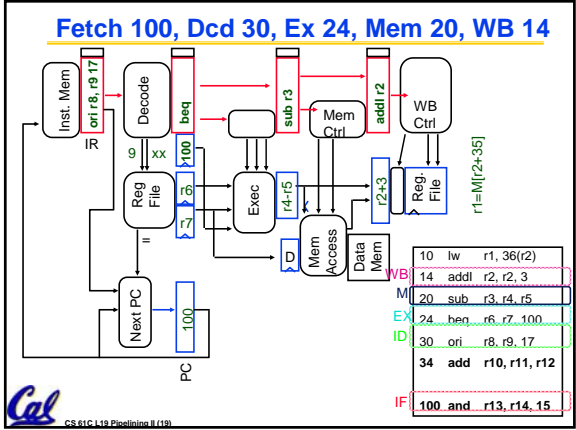 Fetch 100, Dcd 30, Ex 24, Mem 20, WB 14
Inst. Mem
ori r8, r9 17
Decode
beq
sub r3
Mem
Ctrl
addI r2
WB
Ctrl
IR
9
xx
100
Reg
File
r6
r7
Exec
r4-r5
r2+3
Reg.
File
r1=M[r2+35]
=
D
Mem
Access
Data
Mem
Next PC
100
PC
10 lw r1, 36(r2)
WB 14 addI r2, r2, 3
M 20 sub r3, r4, r5
EX 24 beq r6, r7, 100
ID 30 ori r8, r9, 17
34 add r10, r11, r12
IF 100 and r13, r14, 15
Cal
CS 61C L19 Pipelining II (19)